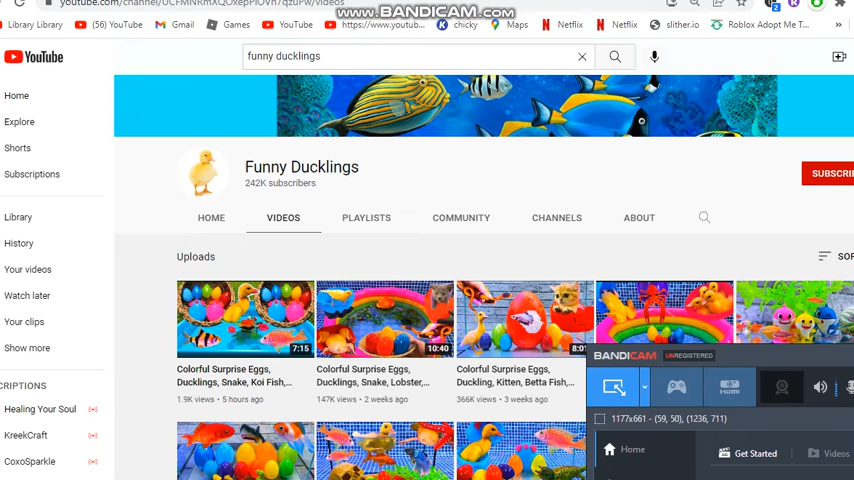 youtube.com/channel/
www.BANDICAM.com
Library Library
(56) YouTube
Gmail
Games
YouTube
https://www.youtub...
chicky
Maps
Netflix
Netflix
slither.io
Roblox Adopt Me T...
»
YouTube
funny ducklings
Home
Explore
Shorts
Subscriptions
Library
History
Your videos
Watch later
Your clips
Show more
CRIPTIONS
Healing Your Soul
KreekCraft
CoxoSparkle
Funny Ducklings
242K subscribers
SUBSCRIBE
HOME
VIDEOS
PLAYLISTS
COMMUNITY
CHANNELS
ABOUT
Uploads
SOR
7:15
10:40
8:01
Colorful Surprise Eggs,
Ducklings, Snake, Koi Fish,...
1.9K views • 5 hours ago
Colorful Surprise Eggs,
Ducklings, Snake, Lobster,...
147K views • 2 weeks ago
Colorful Surprise Eggs,
Duckling, Kitten, Betta Fish,...
366K views • 3 weeks ago
BANDICAM UNREGISTERED
HDMI
1177x661 - (59, 50), (1236, 711)
Home
Get Started
Videos